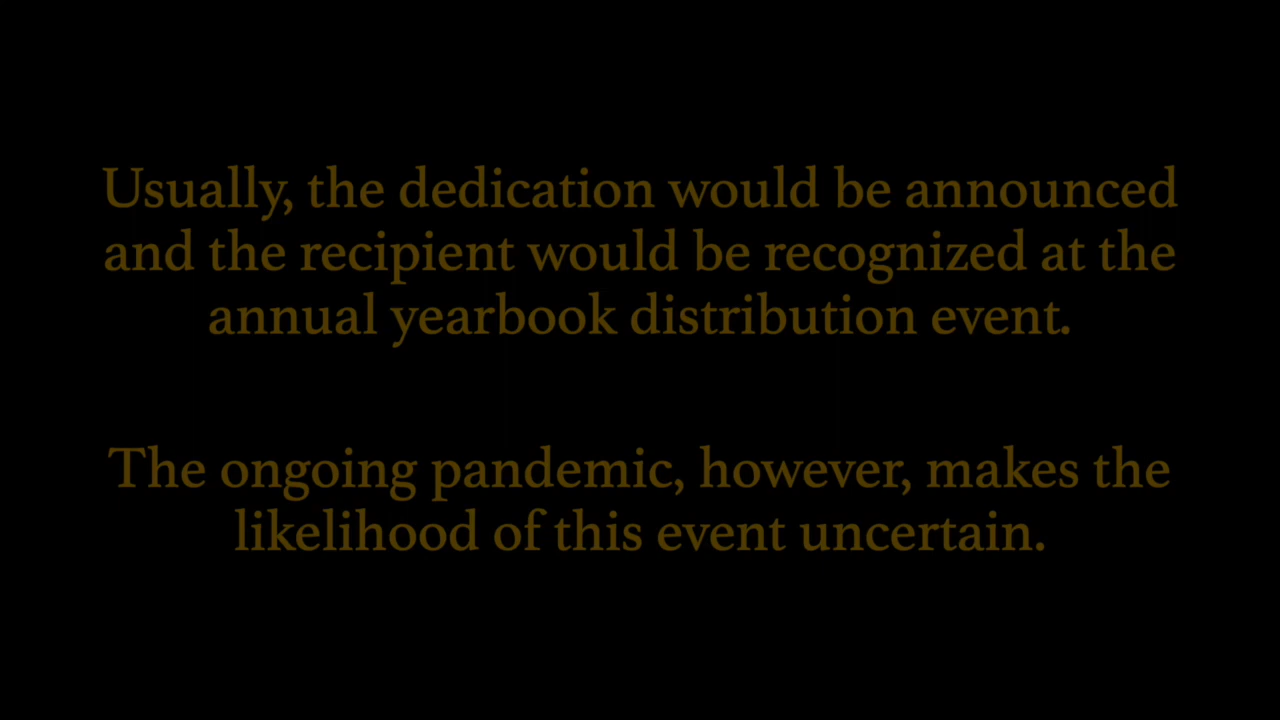 Usually, the dedication would be announced
and the recipient would be recognized at the
annual yearbook distribution event.
The ongoing pandemic, however, makes the
likelihood of this event uncertain.